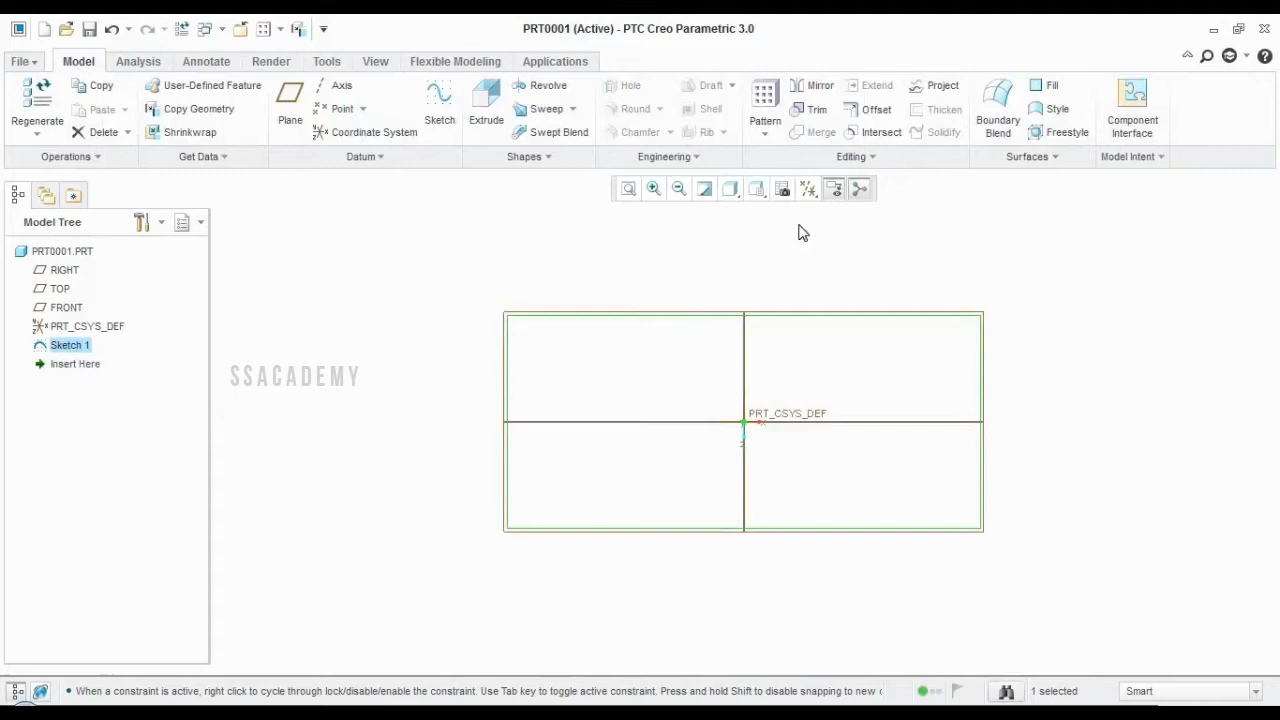 PRT0001 (Active) - PTC Creo Parametric 3.0
File Model Analysis Annotate Render Tools View Flexible Modeling Applications
Regenerate Copy Paste Delete
User-Defined Feature Copy Geometry Shrinkwrap
Plane Axis Point Coordinate System Sketch
Extrude Revolve Sweep Swept Blend
Hole Round Chamfer Draft Shell Rib
Pattern Mirror Trim Merge Extend Offset Intersect Project Thicken Solidify
Boundary Blend Fill Style Freestyle
Component Interface
Operations Get Data Datum Shapes Engineering Editing Surfaces Model Intent
Model Tree
PRT0001.PRT
RIGHT
TOP
FRONT
PRT_CSYS_DEF
Sketch 1
Insert Here
SSACADEMY
PRT_CSYS_DEF
When a constraint is active, right click to cycle through lock/disable/enable the constraint. Use Tab key to toggle active constraint. Press and hold Shift to disable snapping to new
1 selected
Smart